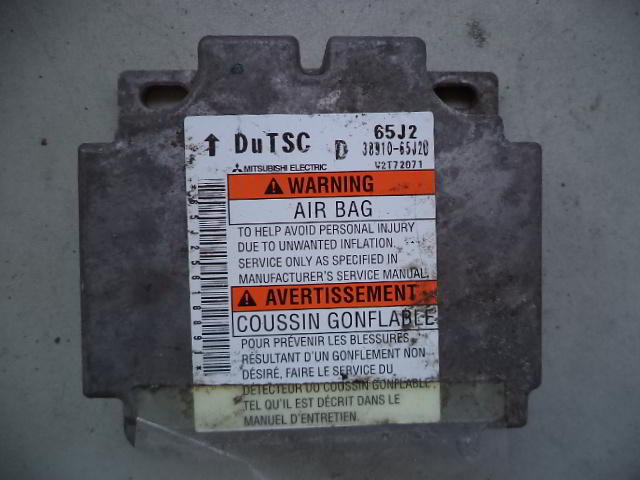 ↑ DuTSC D 65J2
38910-65J20
MITSUBISHI ELECTRIC W2T72071
WARNING
AIR BAG
TO HELP AVOID PERSONAL INJURY
DUE TO UNWANTED INFLATION.
SERVICE ONLY AS SPECIFIED IN
MANUFACTURER'S SERVICE MANUAL.
AVERTISSEMENT
COUSSIN GONFLABLE
POUR PRÉVENIR LES BLESSURES
RÉSULTANT D'UN GONFLEMENT NON
DÉSIRÉ, FAIRE LE SERVICE DU
DÉTECTEUR DU COUSSIN GONFLABLE
TEL QU'IL EST DÉCRIT DANS LE
MANUEL D'ENTRETIEN.